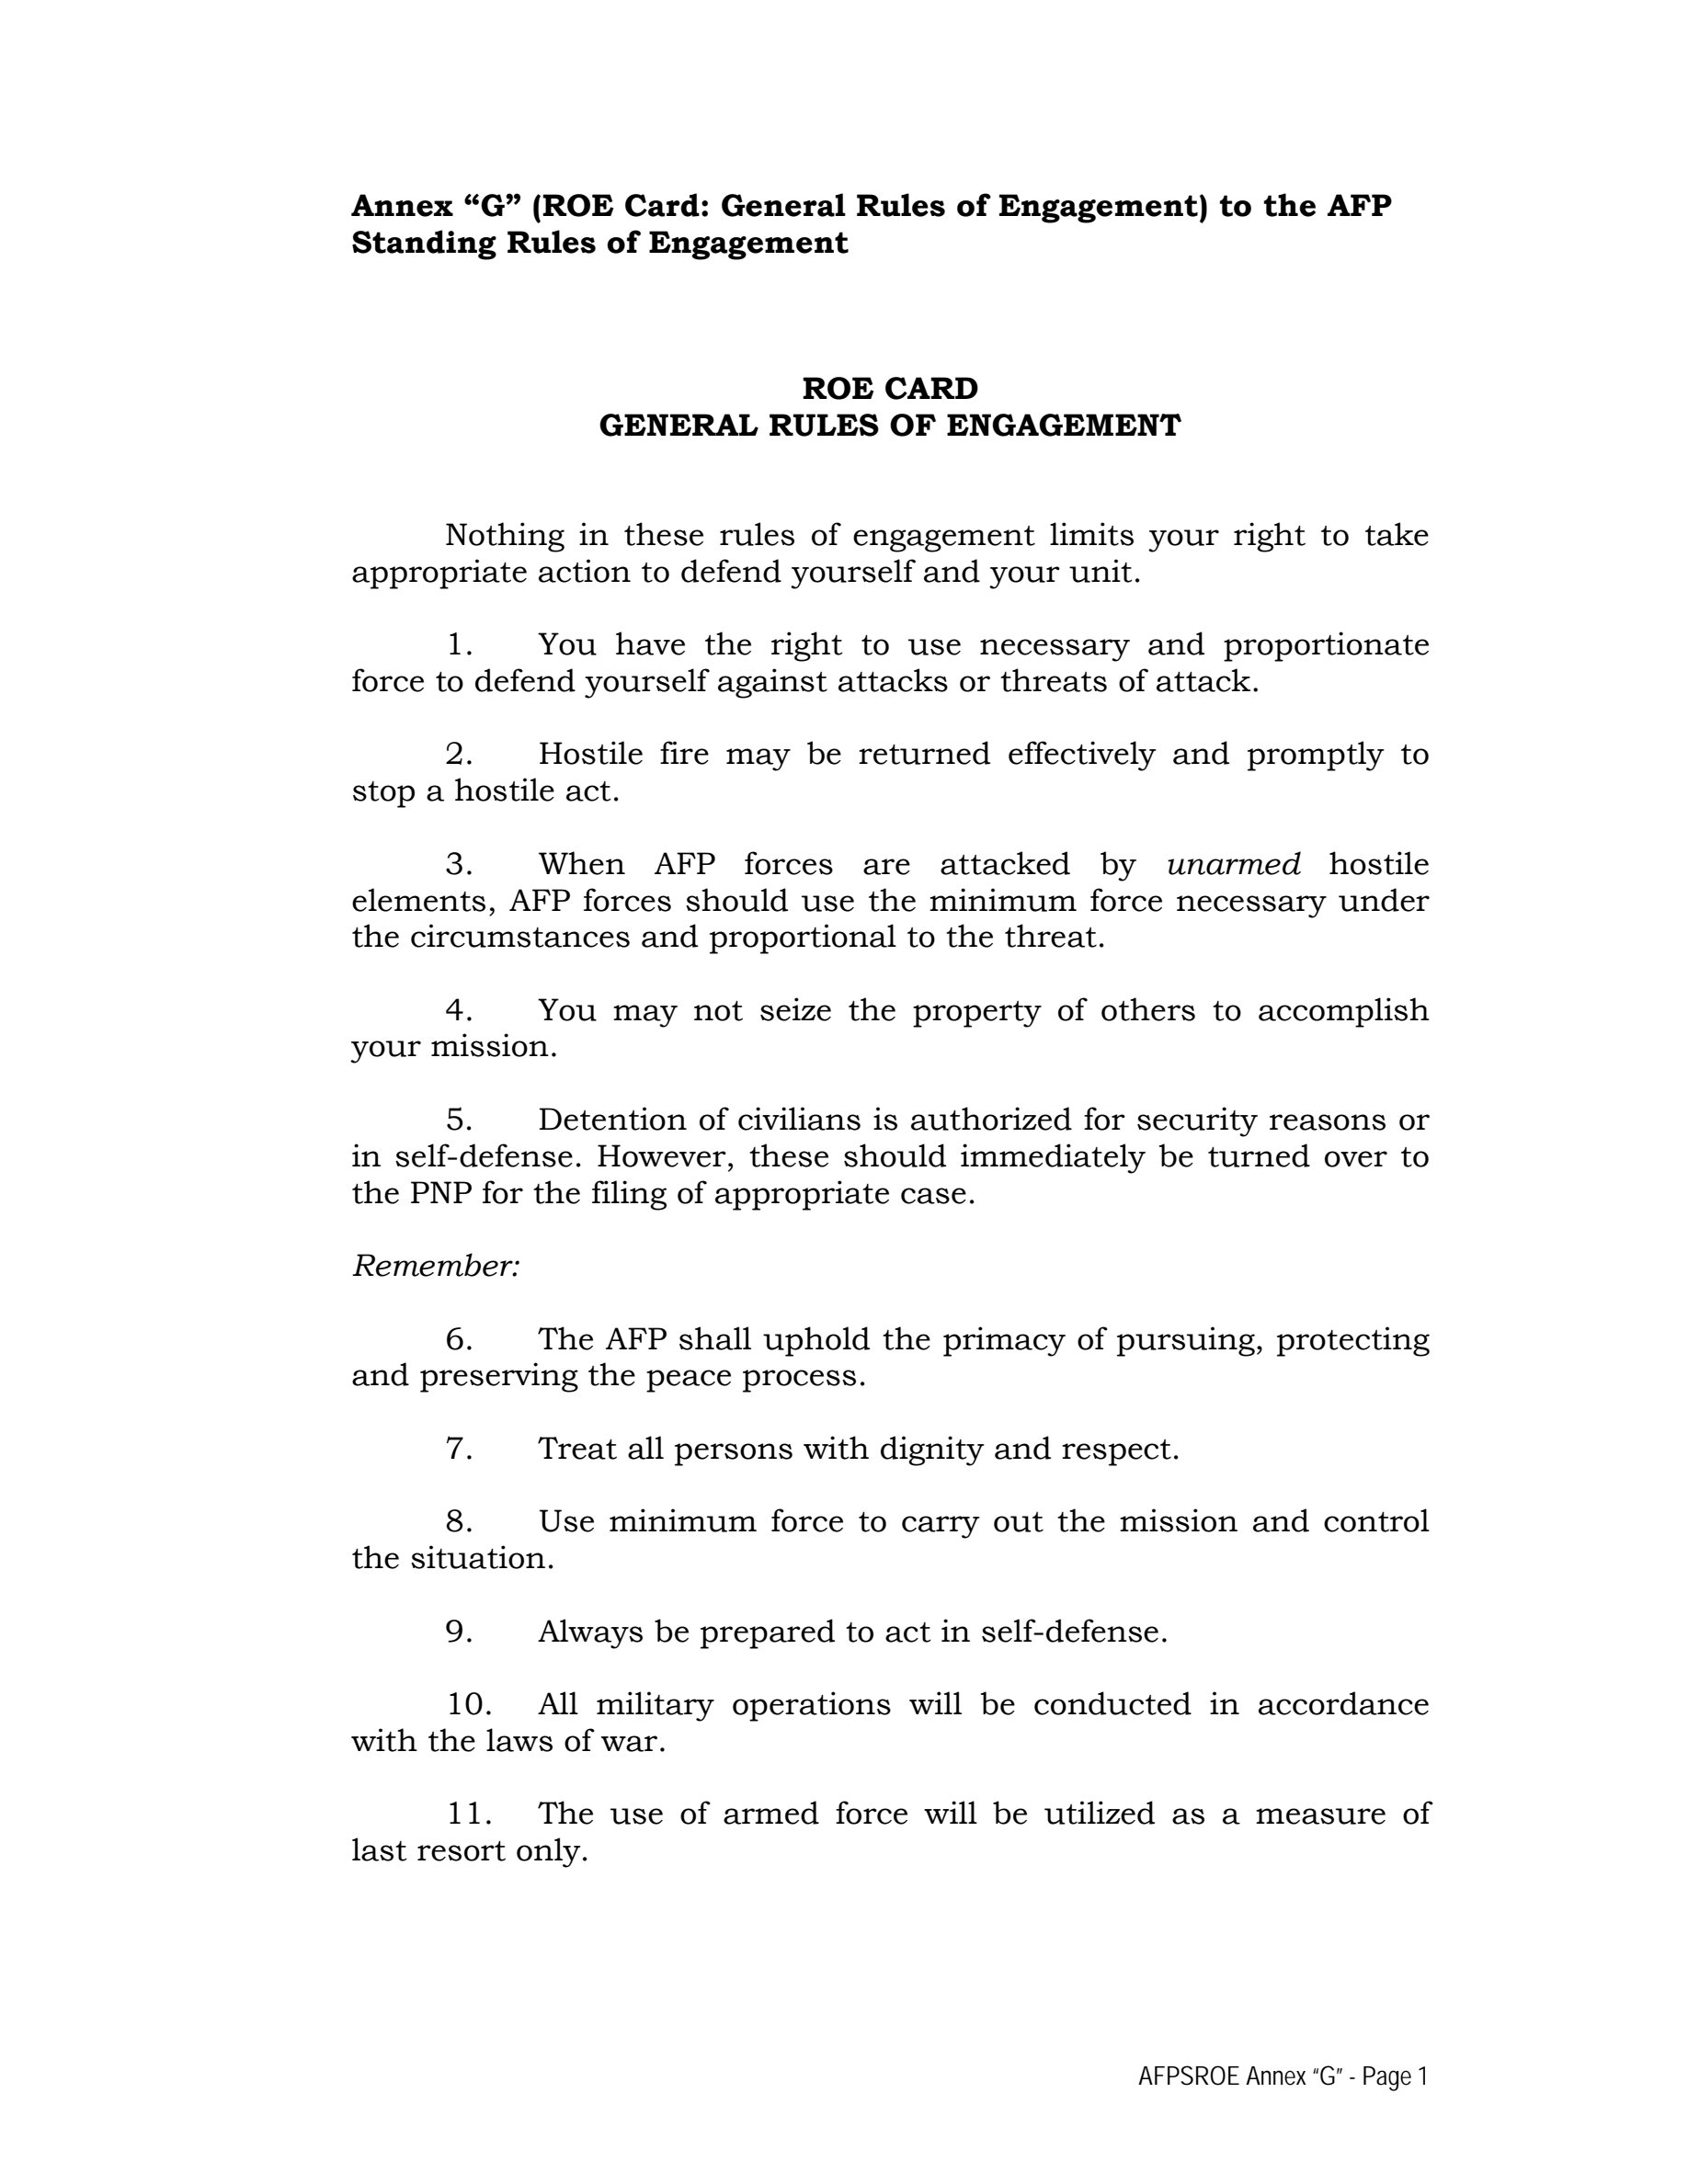 Annex “G” (ROE Card: General Rules of Engagement) to the AFP
Standing Rules of Engagement
ROE CARD
GENERAL RULES OF ENGAGEMENT
Nothing in these rules of engagement limits your right to take
appropriate action to defend yourself and your unit.
1. You have the right to use necessary and proportionate
force to defend yourself against attacks or threats of attack.
2. Hostile fire may be returned effectively and promptly to
stop a hostile act.
3. When AFP forces are attacked by unarmed hostile
elements, AFP forces should use the minimum force necessary under
the circumstances and proportional to the threat.
4. You may not seize the property of others to accomplish
your mission.
5. Detention of civilians is authorized for security reasons or
in self-defense. However, these should immediately be turned over to
the PNP for the filing of appropriate case.
Remember:
6. The AFP shall uphold the primacy of pursuing, protecting
and preserving the peace process.
7. Treat all persons with dignity and respect.
8. Use minimum force to carry out the mission and control
the situation.
9. Always be prepared to act in self-defense.
10. All military operations will be conducted in accordance
with the laws of war.
11. The use of armed force will be utilized as a measure of
last resort only.
AFPSROE Annex “G” - Page 1